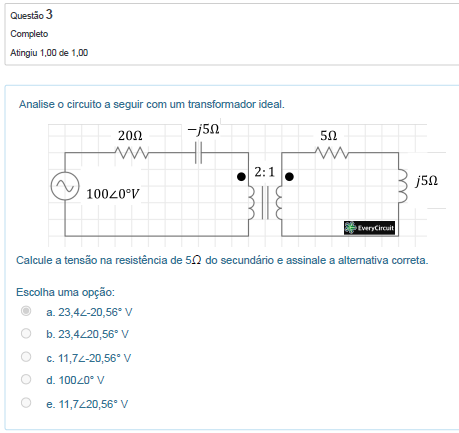 Questão 3
Completo
Atingiu 1,00 de 1,00
Analise o circuito a seguir com um transformador ideal.
20Ω
−j5Ω
5Ω
2:1
j5Ω
100∠0°V
EveryCircuit
Calcule a tensão na resistência de 5Ω do secundário e assinale a alternativa correta.
Escolha uma opção:
a. 23,4∠-20,56° V
b. 23,4∠20,56° V
c. 11,7∠-20,56° V
d. 100∠0° V
e. 11,7∠20,56° V